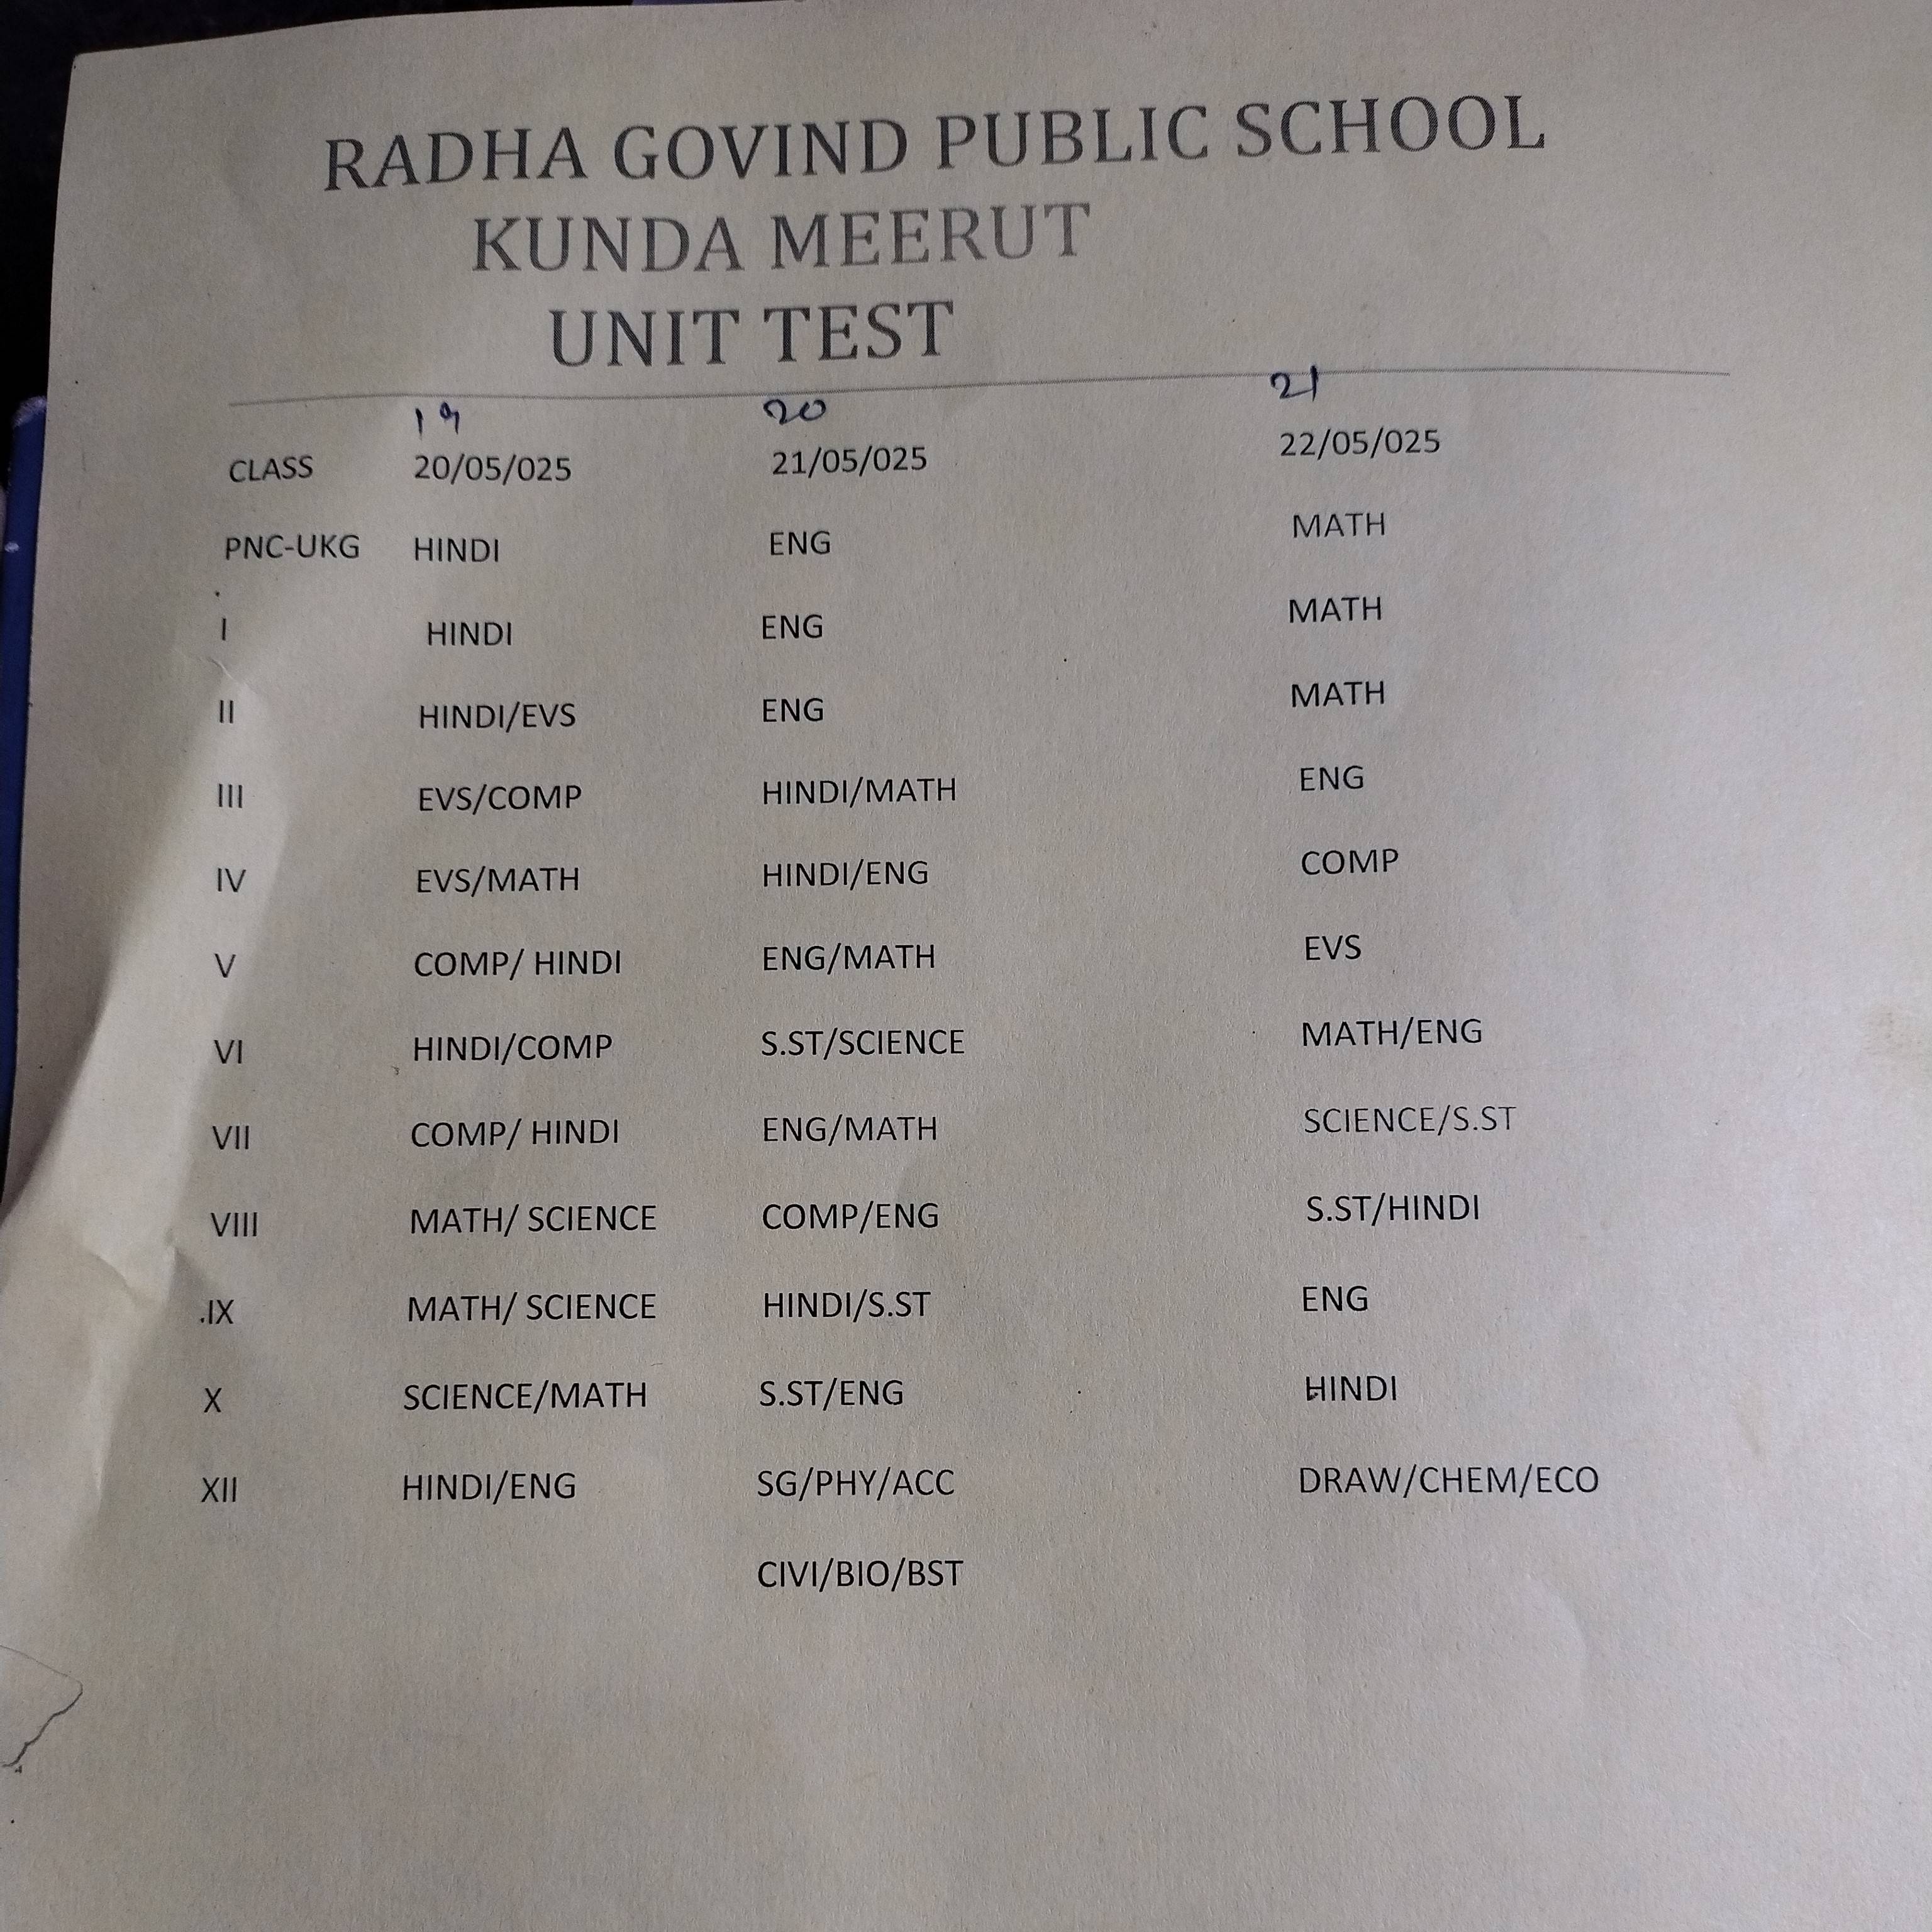 RADHA GOVIND PUBLIC SCHOOL
KUNDA MEERUT
UNIT TEST
19 20 21
CLASS 20/05/025 21/05/025 22/05/025
PNC-UKG HINDI ENG MATH
I HINDI ENG MATH
II HINDI/EVS ENG MATH
III EVS/COMP HINDI/MATH ENG
IV EVS/MATH HINDI/ENG COMP
V COMP/ HINDI ENG/MATH EVS
VI HINDI/COMP S.ST/SCIENCE MATH/ENG
VII COMP/ HINDI ENG/MATH SCIENCE/S.ST
VIII MATH/ SCIENCE COMP/ENG S.ST/HINDI
.IX MATH/ SCIENCE HINDI/S.ST ENG
X SCIENCE/MATH S.ST/ENG HINDI
XII HINDI/ENG SG/PHY/ACC DRAW/CHEM/ECO
CIVI/BIO/BST